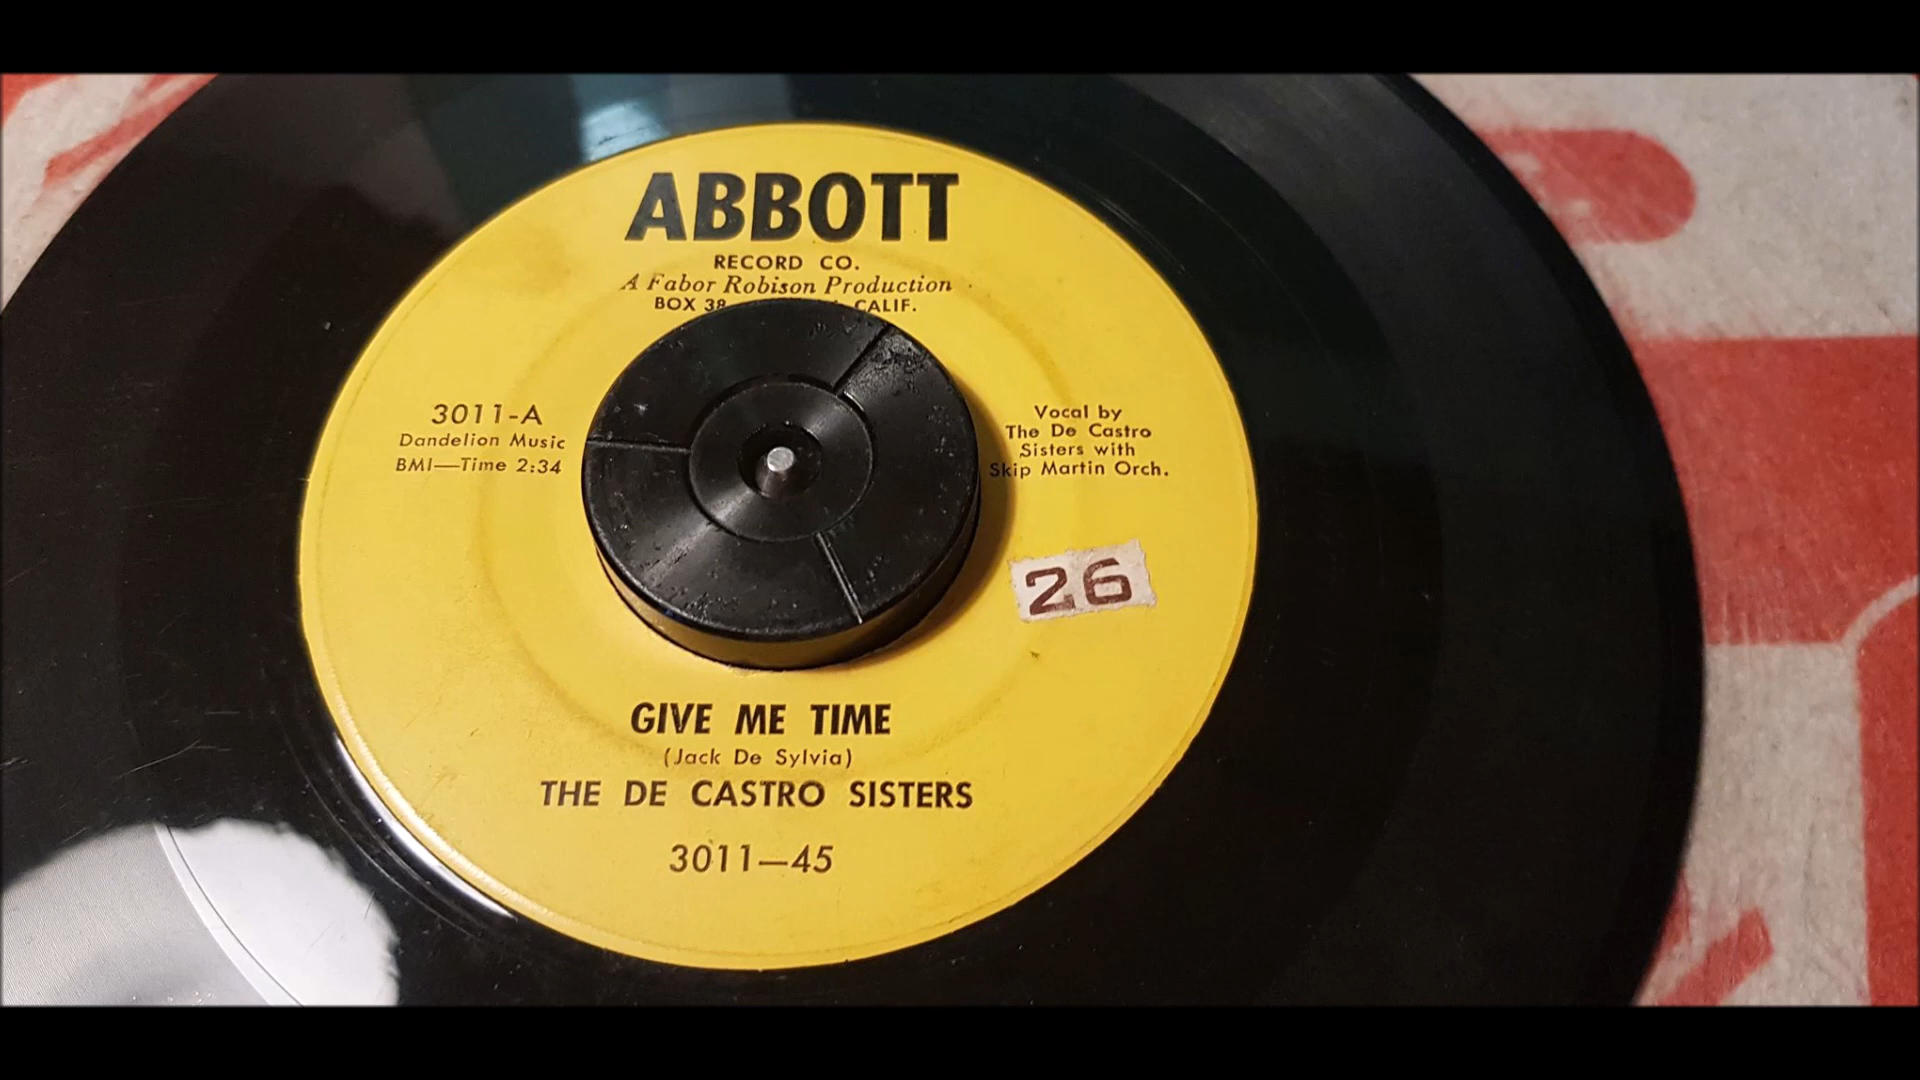 ABBOTT
RECORD CO.
A Fabor Robison Production
BOX 38 CALIF.
3011-A
Dandelion Music
BMI—Time 2:34
Vocal by
The De Castro
Sisters with
Skip Martin Orch.
26
GIVE ME TIME
(Jack De Sylvia)
THE DE CASTRO SISTERS
3011—45